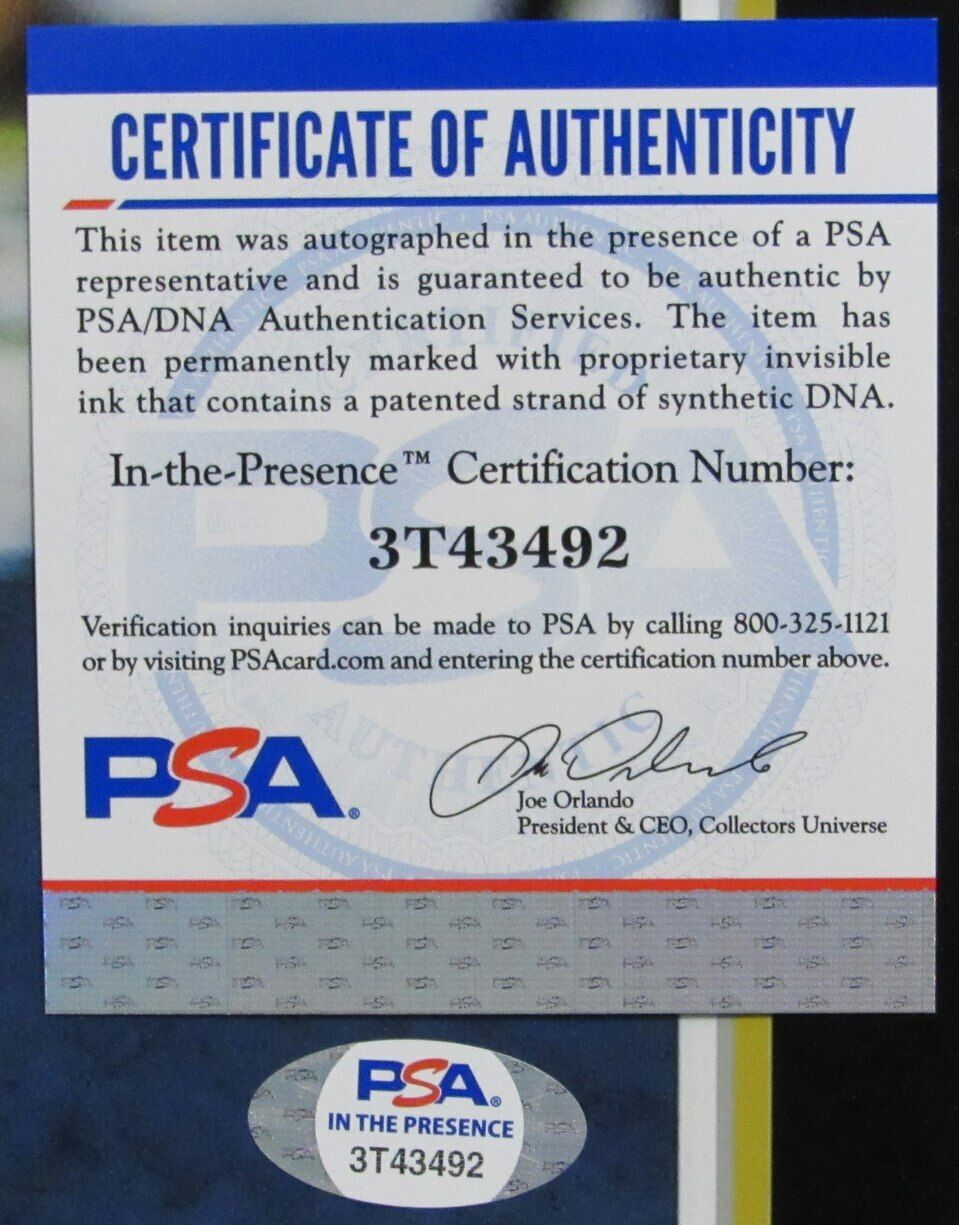 CERTIFICATE OF AUTHENTICITY
This item was autographed in the presence of a PSA
representative and is guaranteed to be authentic by
PSA/DNA Authentication Services. The item has
been permanently marked with proprietary invisible
ink that contains a patented strand of synthetic DNA.
In-the-Presence™ Certification Number:
3T43492
Verification inquiries can be made to PSA by calling 800-325-1121
or by visiting PSAcard.com and entering the certification number above.
PSA®
Joe Orlando
President & CEO, Collectors Universe
PSA®
IN THE PRESENCE
3T43492